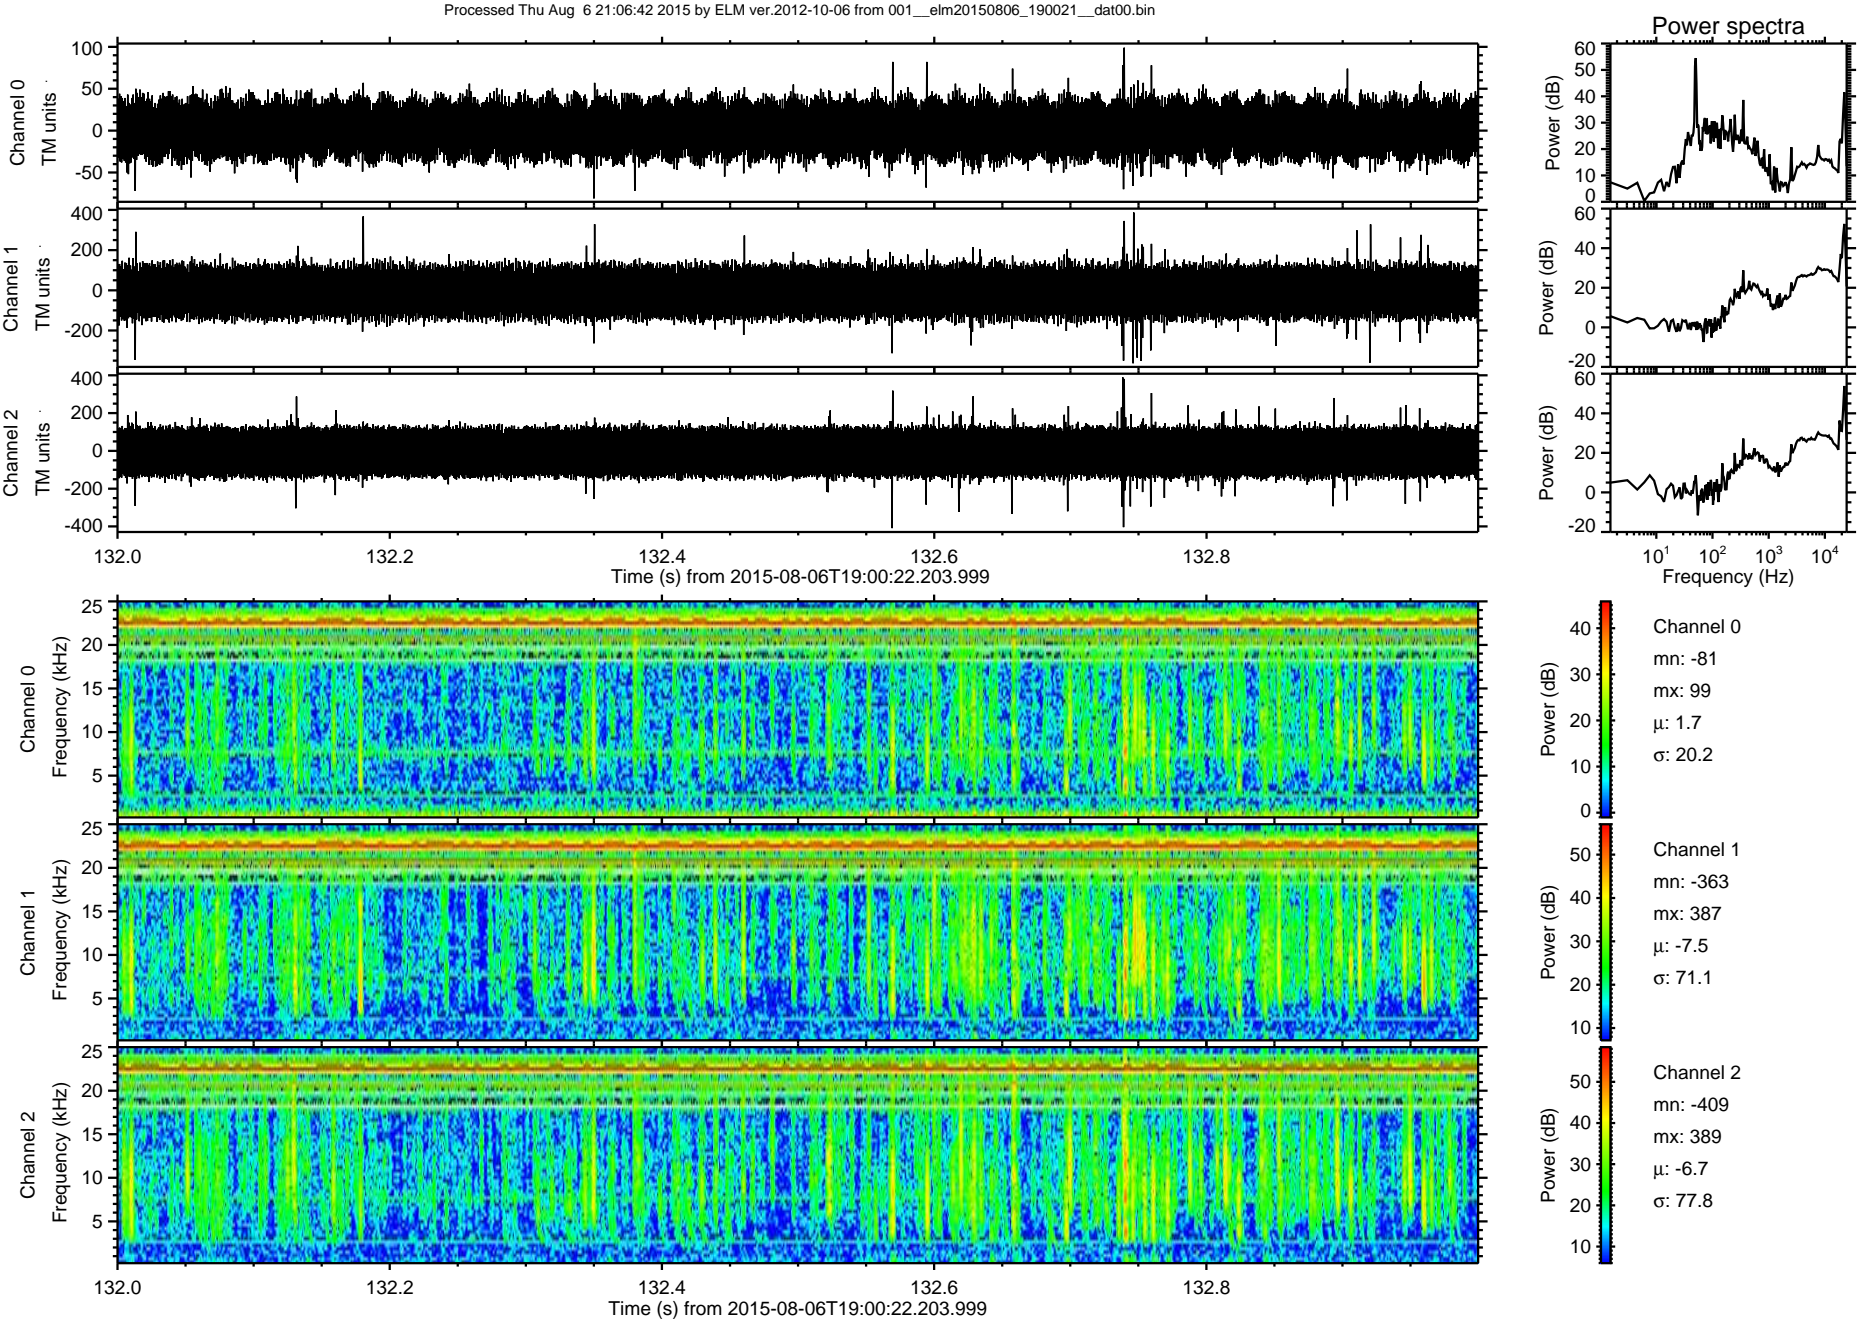 Processed Thu Aug  6 21:06:42 2015 by ELM ver.2012-10-06 from 001__elm20150806_190021__dat00.bin
Power spectra
Channel 0
TM units
100
50
0
-50
Power (dB)
60
50
40
30
20
10
0
Channel 1
TM units
400
200
0
-200
Power (dB)
60
40
20
0
-20
Channel 2
TM units
400
200
0
-200
-400
Power (dB)
60
40
20
0
-20
132.0 132.2 132.4 132.6 132.8
Time (s) from 2015-08-06T19:00:22.203.999
10^1 10^2 10^3 10^4
Frequency (Hz)
Channel 0
Frequency (kHz)
25
20
15
10
5
Power (dB)
40
30
20
10
0
Channel 0
mn: -81
mx: 99
μ: 1.7
σ: 20.2
Channel 1
Frequency (kHz)
25
20
15
10
5
Power (dB)
50
40
30
20
10
Channel 1
mn: -363
mx: 387
μ: -7.5
σ: 71.1
Channel 2
Frequency (kHz)
25
20
15
10
5
Power (dB)
50
40
30
20
10
Channel 2
mn: -409
mx: 389
μ: -6.7
σ: 77.8
132.0 132.2 132.4 132.6 132.8
Time (s) from 2015-08-06T19:00:22.203.999